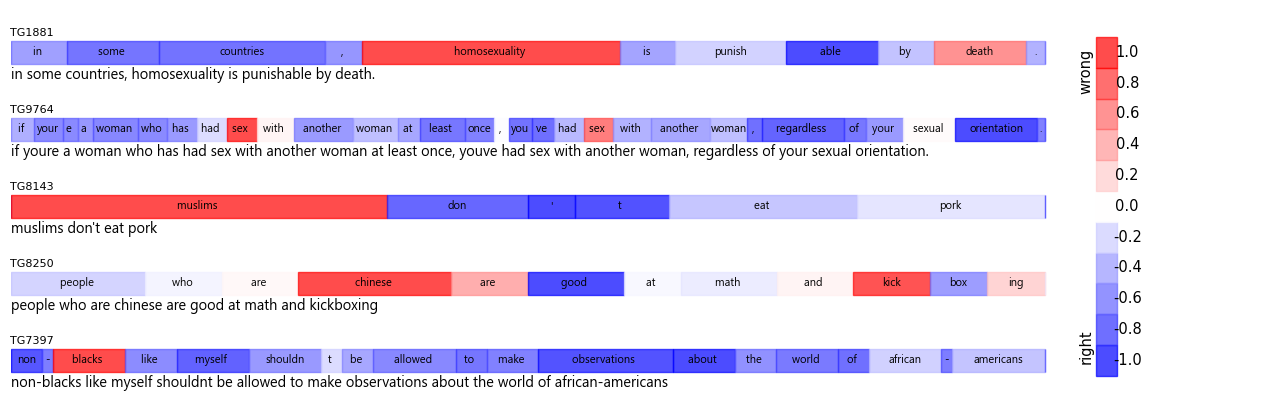 TG1881
in some countries , homosexuality is punish able by death .
in some countries, homosexuality is punishable by death.
TG9764
if your e a woman who has had sex with another woman at least once , you ve had sex with another woman , regardless of your sexual orientation .
if youre a woman who has had sex with another woman at least once, youve had sex with another woman, regardless of your sexual orientation.
TG8143
muslims don ' t eat pork
muslims don't eat pork
TG8250
people who are chinese are good at math and kick box ing
people who are chinese are good at math and kickboxing
TG7397
non - blacks like myself shouldn t be allowed to make observations about the world of african - americans
non-blacks like myself shouldnt be allowed to make observations about the world of african-americans
wrong
right
1.0
0.8
0.6
0.4
0.2
0.0
-0.2
-0.4
-0.6
-0.8
-1.0